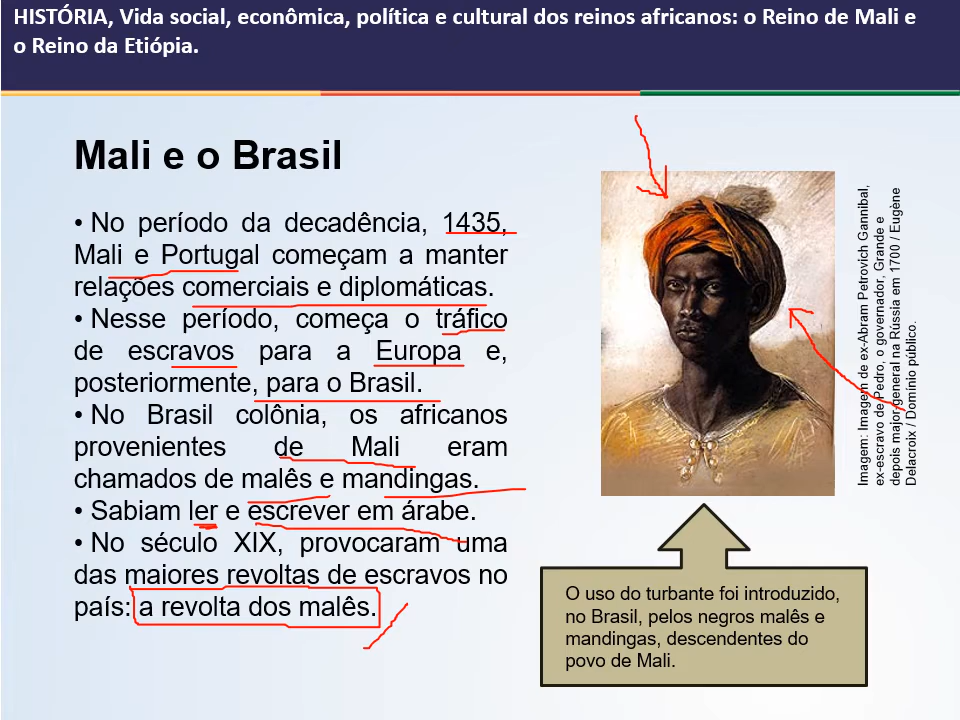 HISTÓRIA, Vida social, econômica, política e cultural dos reinos africanos: o Reino de Mali e
o Reino da Etiópia.
Mali e o Brasil
• No período da decadência, 1435,
Mali e Portugal começam a manter
relações comerciais e diplomáticas.
• Nesse período, começa o tráfico
de escravos para a Europa e,
posteriormente, para o Brasil.
• No Brasil colônia, os africanos
provenientes de Mali eram
chamados de malês e mandingas.
• Sabiam ler e escrever em árabe.
• No século XIX, provocaram uma
das maiores revoltas de escravos no
país: a revolta dos malês.
Imagem: Imagem de ex-Abram Petrovich Gannibal,
ex-escravo de Pedro, o governador, Grande e
depois major-general na Rússia em 1700 / Eugène
Delacroix / Domínio público.
O uso do turbante foi introduzido,
no Brasil, pelos negros malês e
mandingas, descendentes do
povo de Mali.